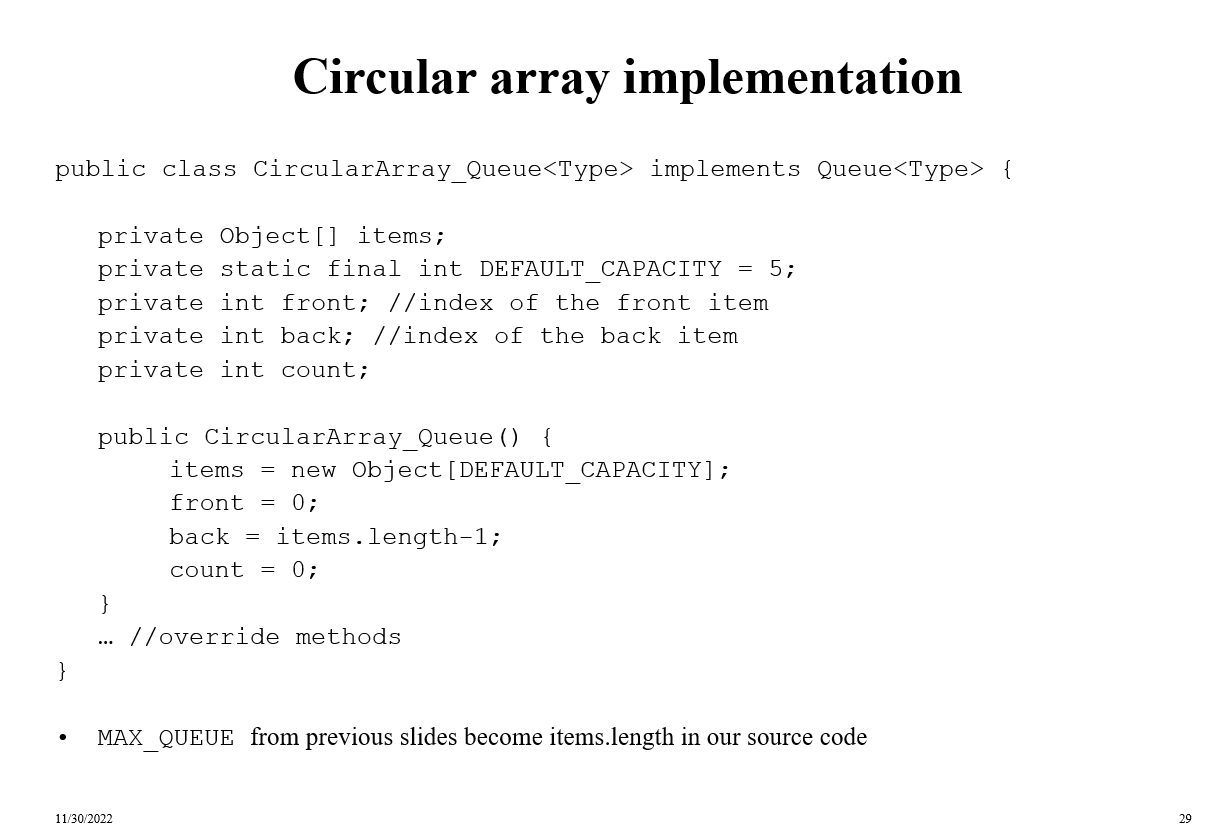 Circular array implementation
public class CircularArray_Queue<Type> implements Queue<Type> {
private Object[] items;
private static final int DEFAULT_CAPACITY = 5;
private int front; //index of the front item
private int back; //index of the back item
private int count;
public CircularArray_Queue() {
items = new Object[DEFAULT_CAPACITY];
front = 0;
back = items.length-1;
count = 0;
}
… //override methods
}
• MAX_QUEUE from previous slides become items.length in our source code
11/30/2022
29